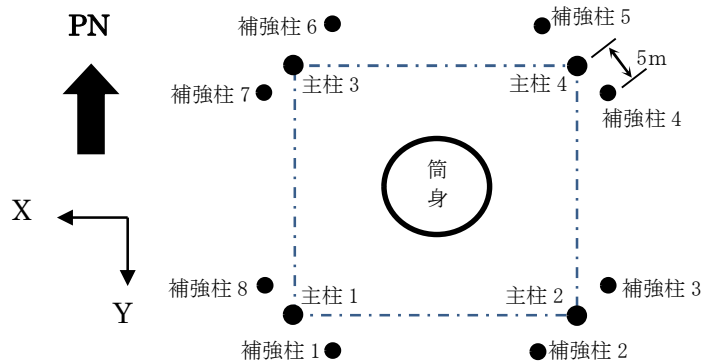 補強柱 6
補強柱 5
PN
5m
主柱 3
主柱 4
補強柱 7
補強柱 4
筒
身
X
Y
補強柱 8
主柱 1
主柱 2
補強柱 3
補強柱 1
補強柱 2